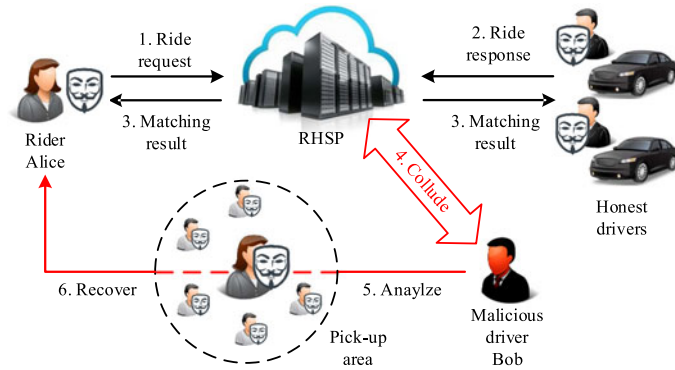 1. Ride
request
2. Ride
response
3. Matching
result
RHSP
3. Matching
result
Rider
Alice
4. Collude
Honest
drivers
6. Recover
5. Anaylze
Pick-up
area
Malicious
driver
Bob